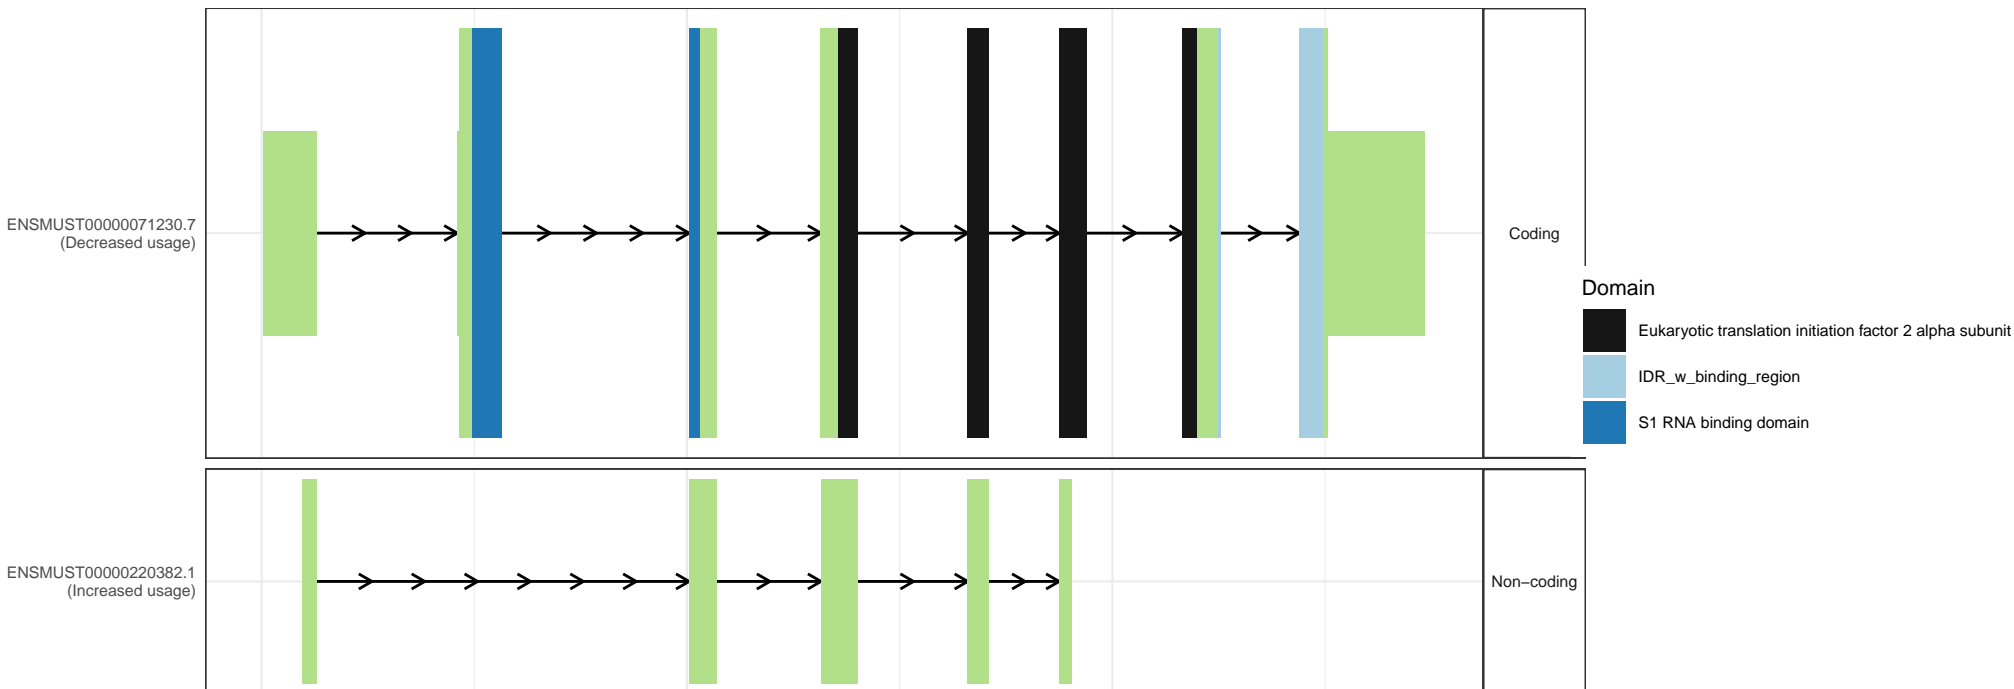 ENSMUST00000071230.7
(Decreased usage)
Coding
Domain
Eukaryotic translation initiation factor 2 alpha subunit
IDR_w_binding_region
S1 RNA binding domain
ENSMUST00000220382.1
(Increased usage)
Non−coding